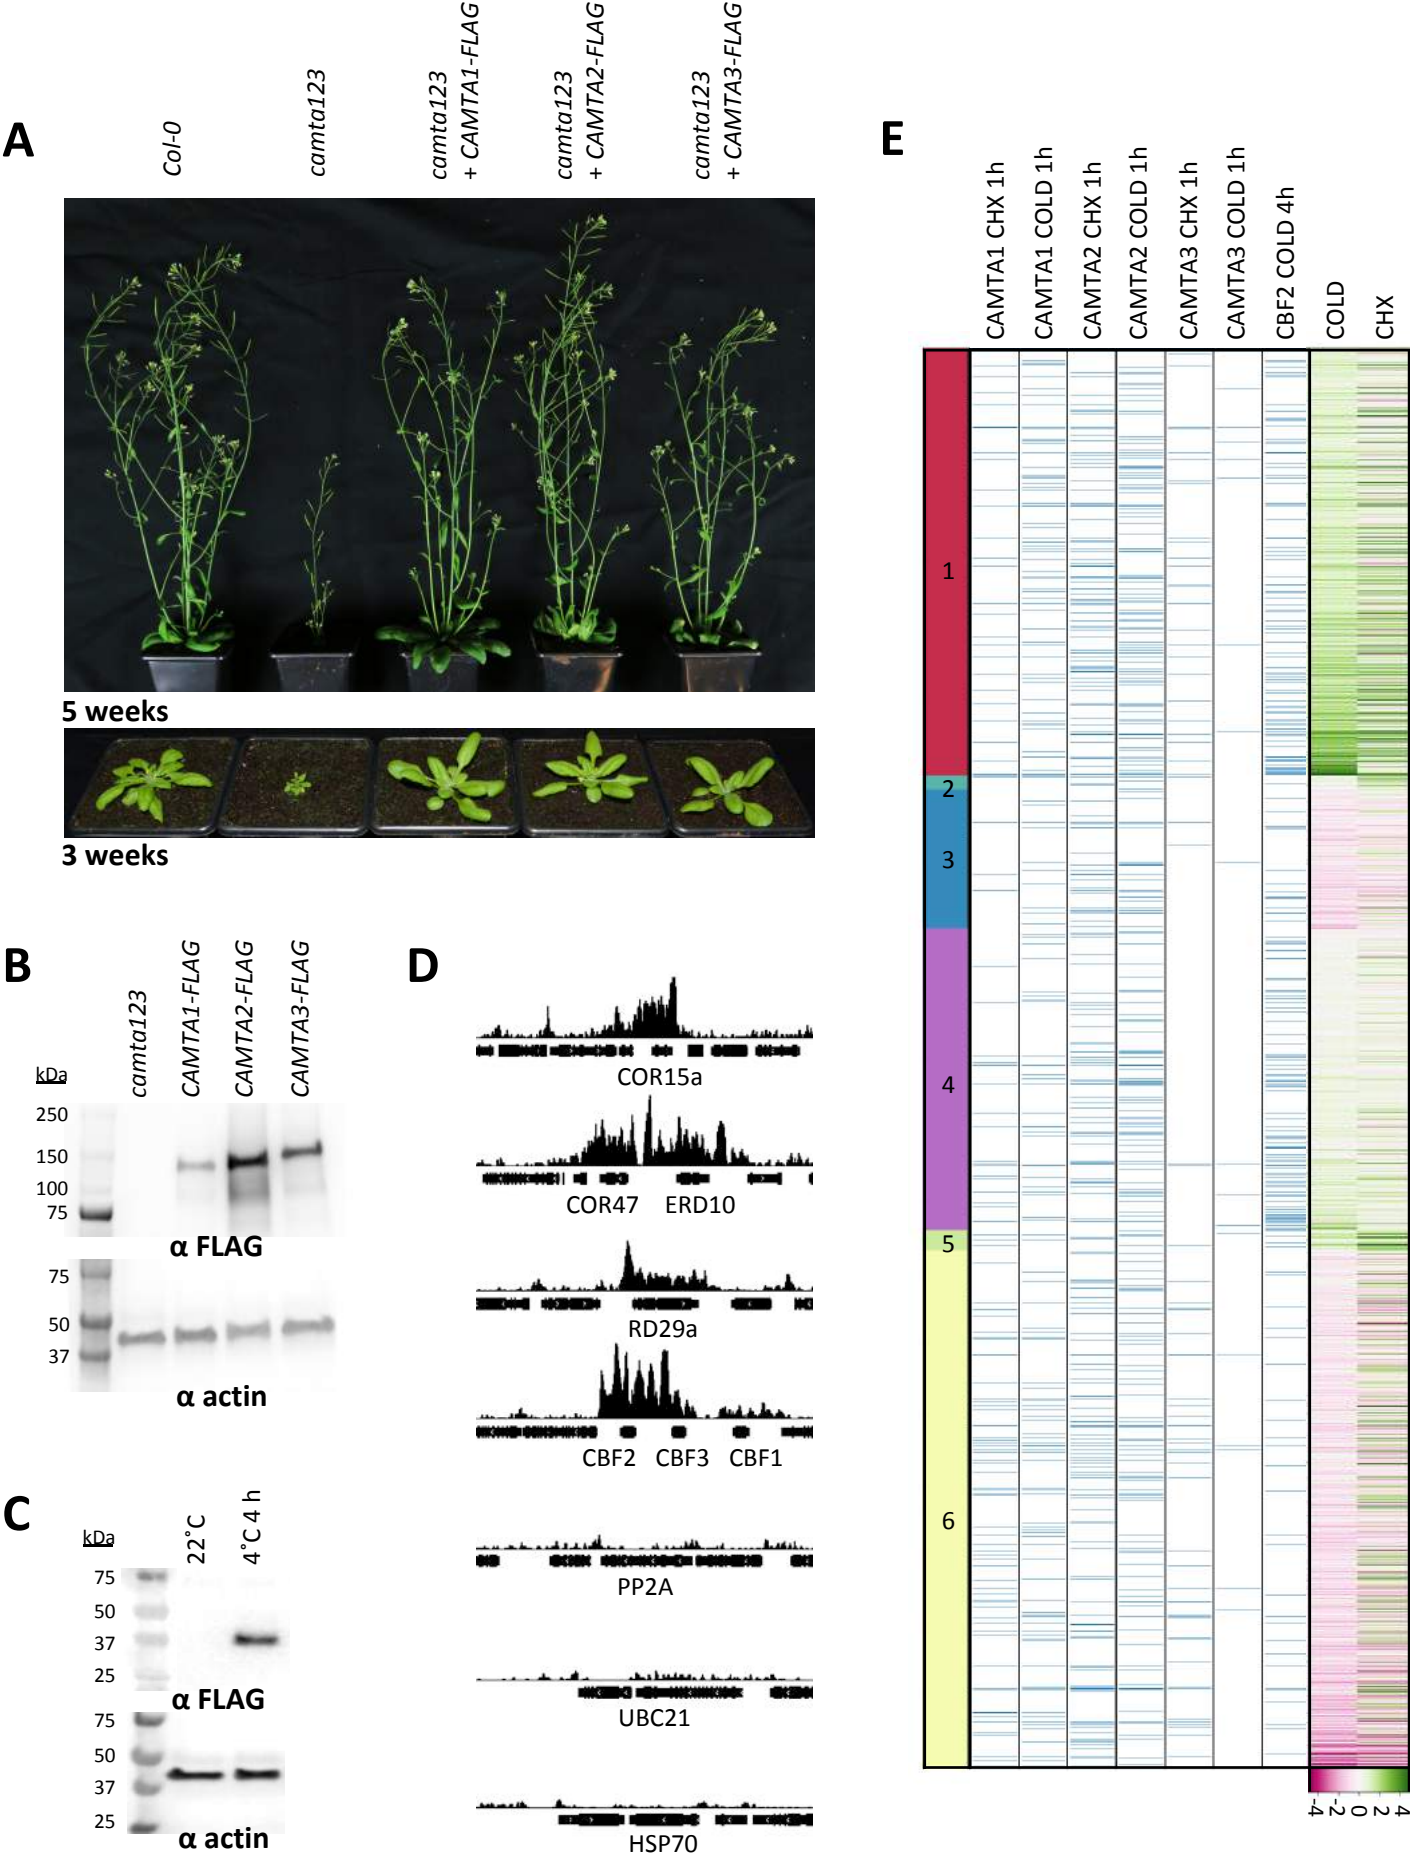 A
Col-0
camta123
camta123
+ CAMTA1-FLAG
camta123
+ CAMTA2-FLAG
camta123
+ CAMTA3-FLAG
5 weeks
3 weeks
B
camta123
CAMTA1-FLAG
CAMTA2-FLAG
CAMTA3-FLAG
kDa
250
150
100
75
α FLAG
75
50
37
α actin
C
kDa
22˚C
4˚C 4 h
75
50
37
25
α FLAG
75
50
37
25
α actin
D
COR15a
COR47 ERD10
RD29a
CBF2 CBF3 CBF1
PP2A
UBC21
HSP70
E
CAMTA1 CHX 1h
CAMTA1 COLD 1h
CAMTA2 CHX 1h
CAMTA2 COLD 1h
CAMTA3 CHX 1h
CAMTA3 COLD 1h
CBF2 COLD 4h
COLD
CHX
1
2
3
4
5
6
-4 -2 0 2 4